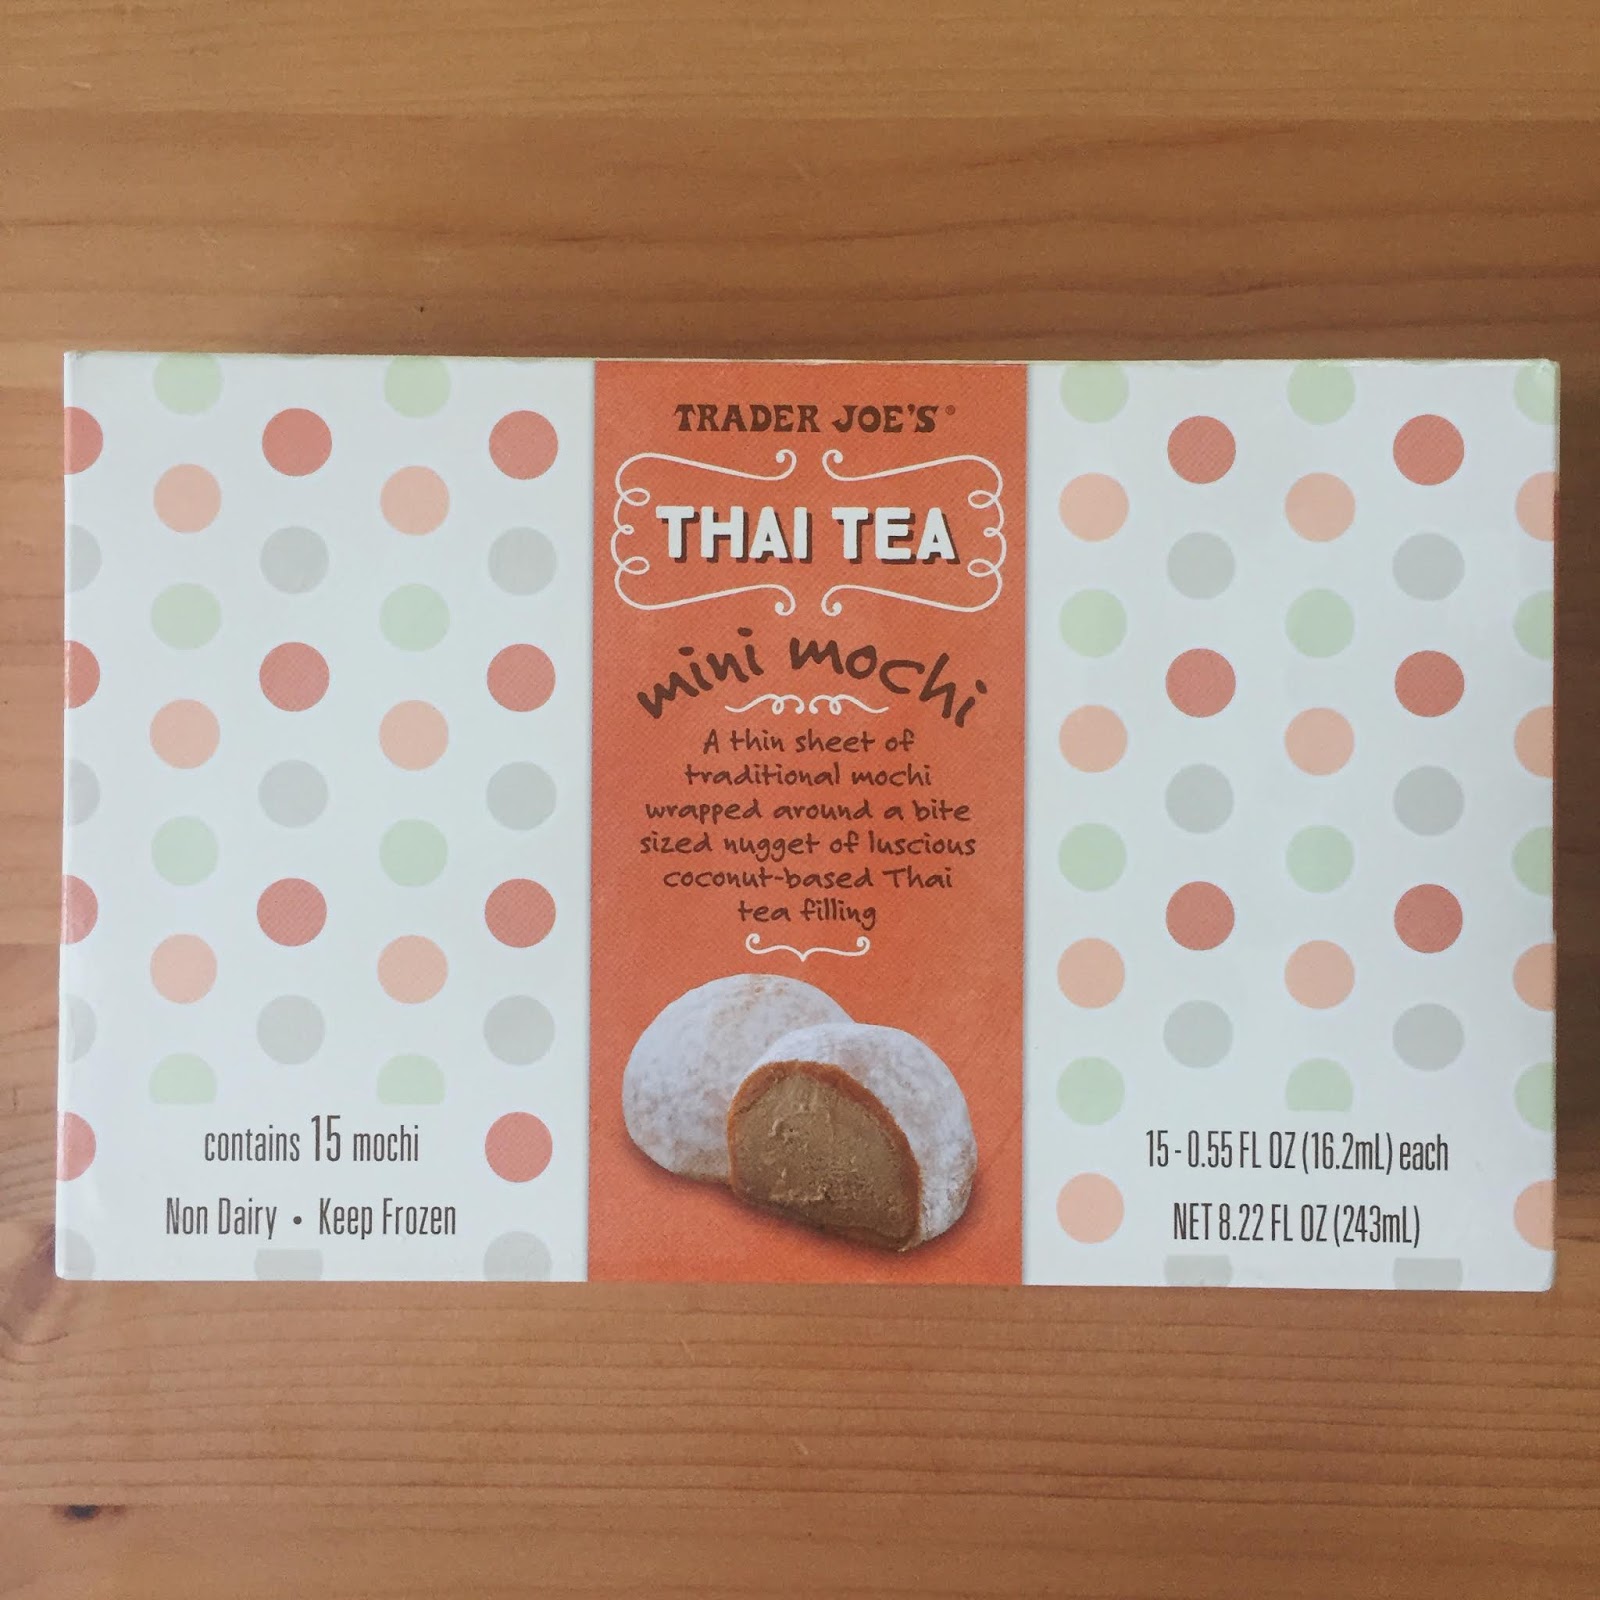 TRADER JOE'S®
THAI TEA
mini mochi
A thin sheet of
traditional mochi
wrapped around a bite
sized nugget of luscious
coconut-based Thai
tea filling
contains 15 mochi
Non Dairy • Keep Frozen
15 - 0.55 FL OZ (16.2mL) each
NET 8.22 FL OZ (243mL)